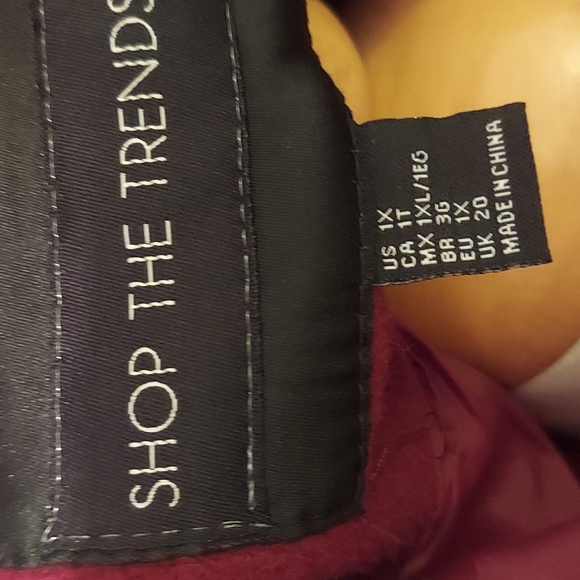 SHOP THE TRENDS
US 1X
CA 1T
MX 1XL/1EG
BR 3G
EU 1X
UK 20
MADE IN CHINA